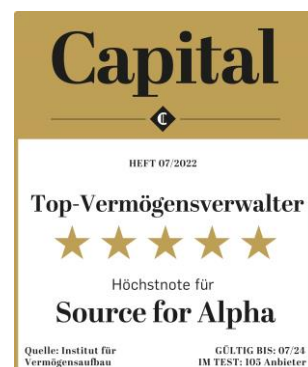 Capital
HEFT 07/2022
Top-Vermögensverwalter
Höchstnote für
Source for Alpha
Quelle: Institut für
Vermögensaufbau
GÜLTIG BIS: 07/24
IM TEST: 105 Anbieter